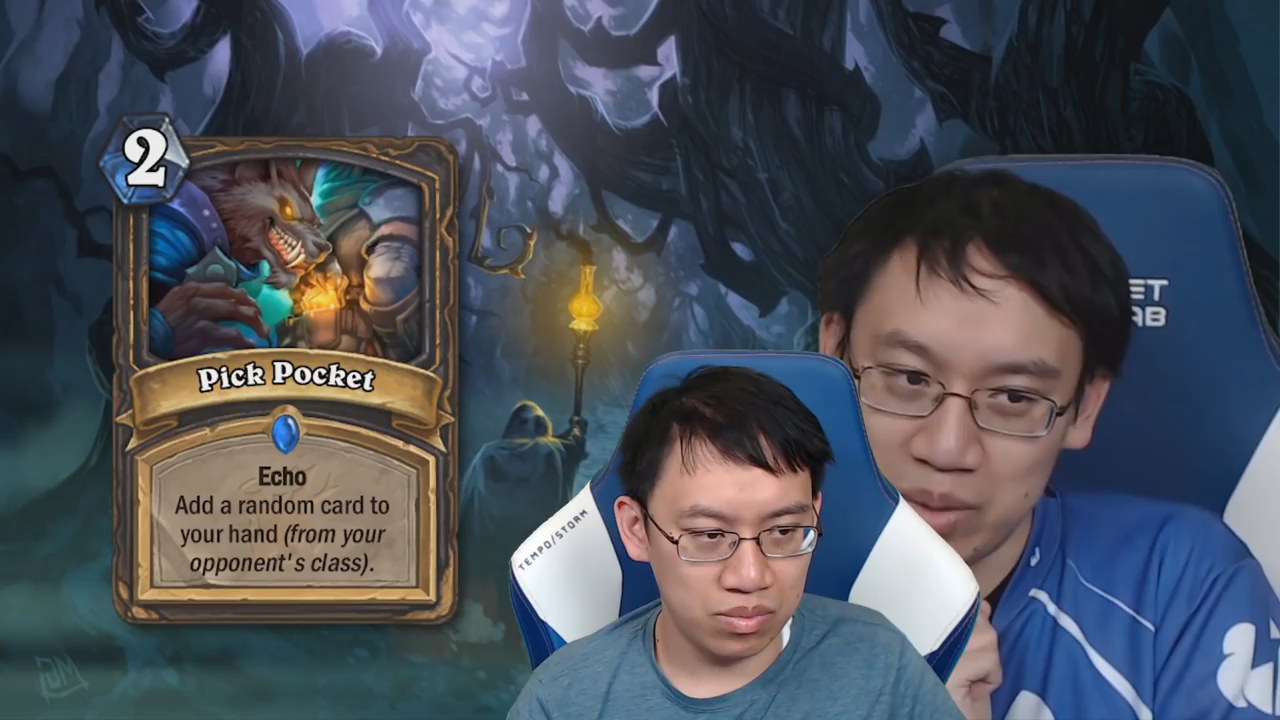 2
Pick Pocket
Echo
Add a random card to
your hand (from your
opponent's class).
TEMPO/STORM
ET
AB